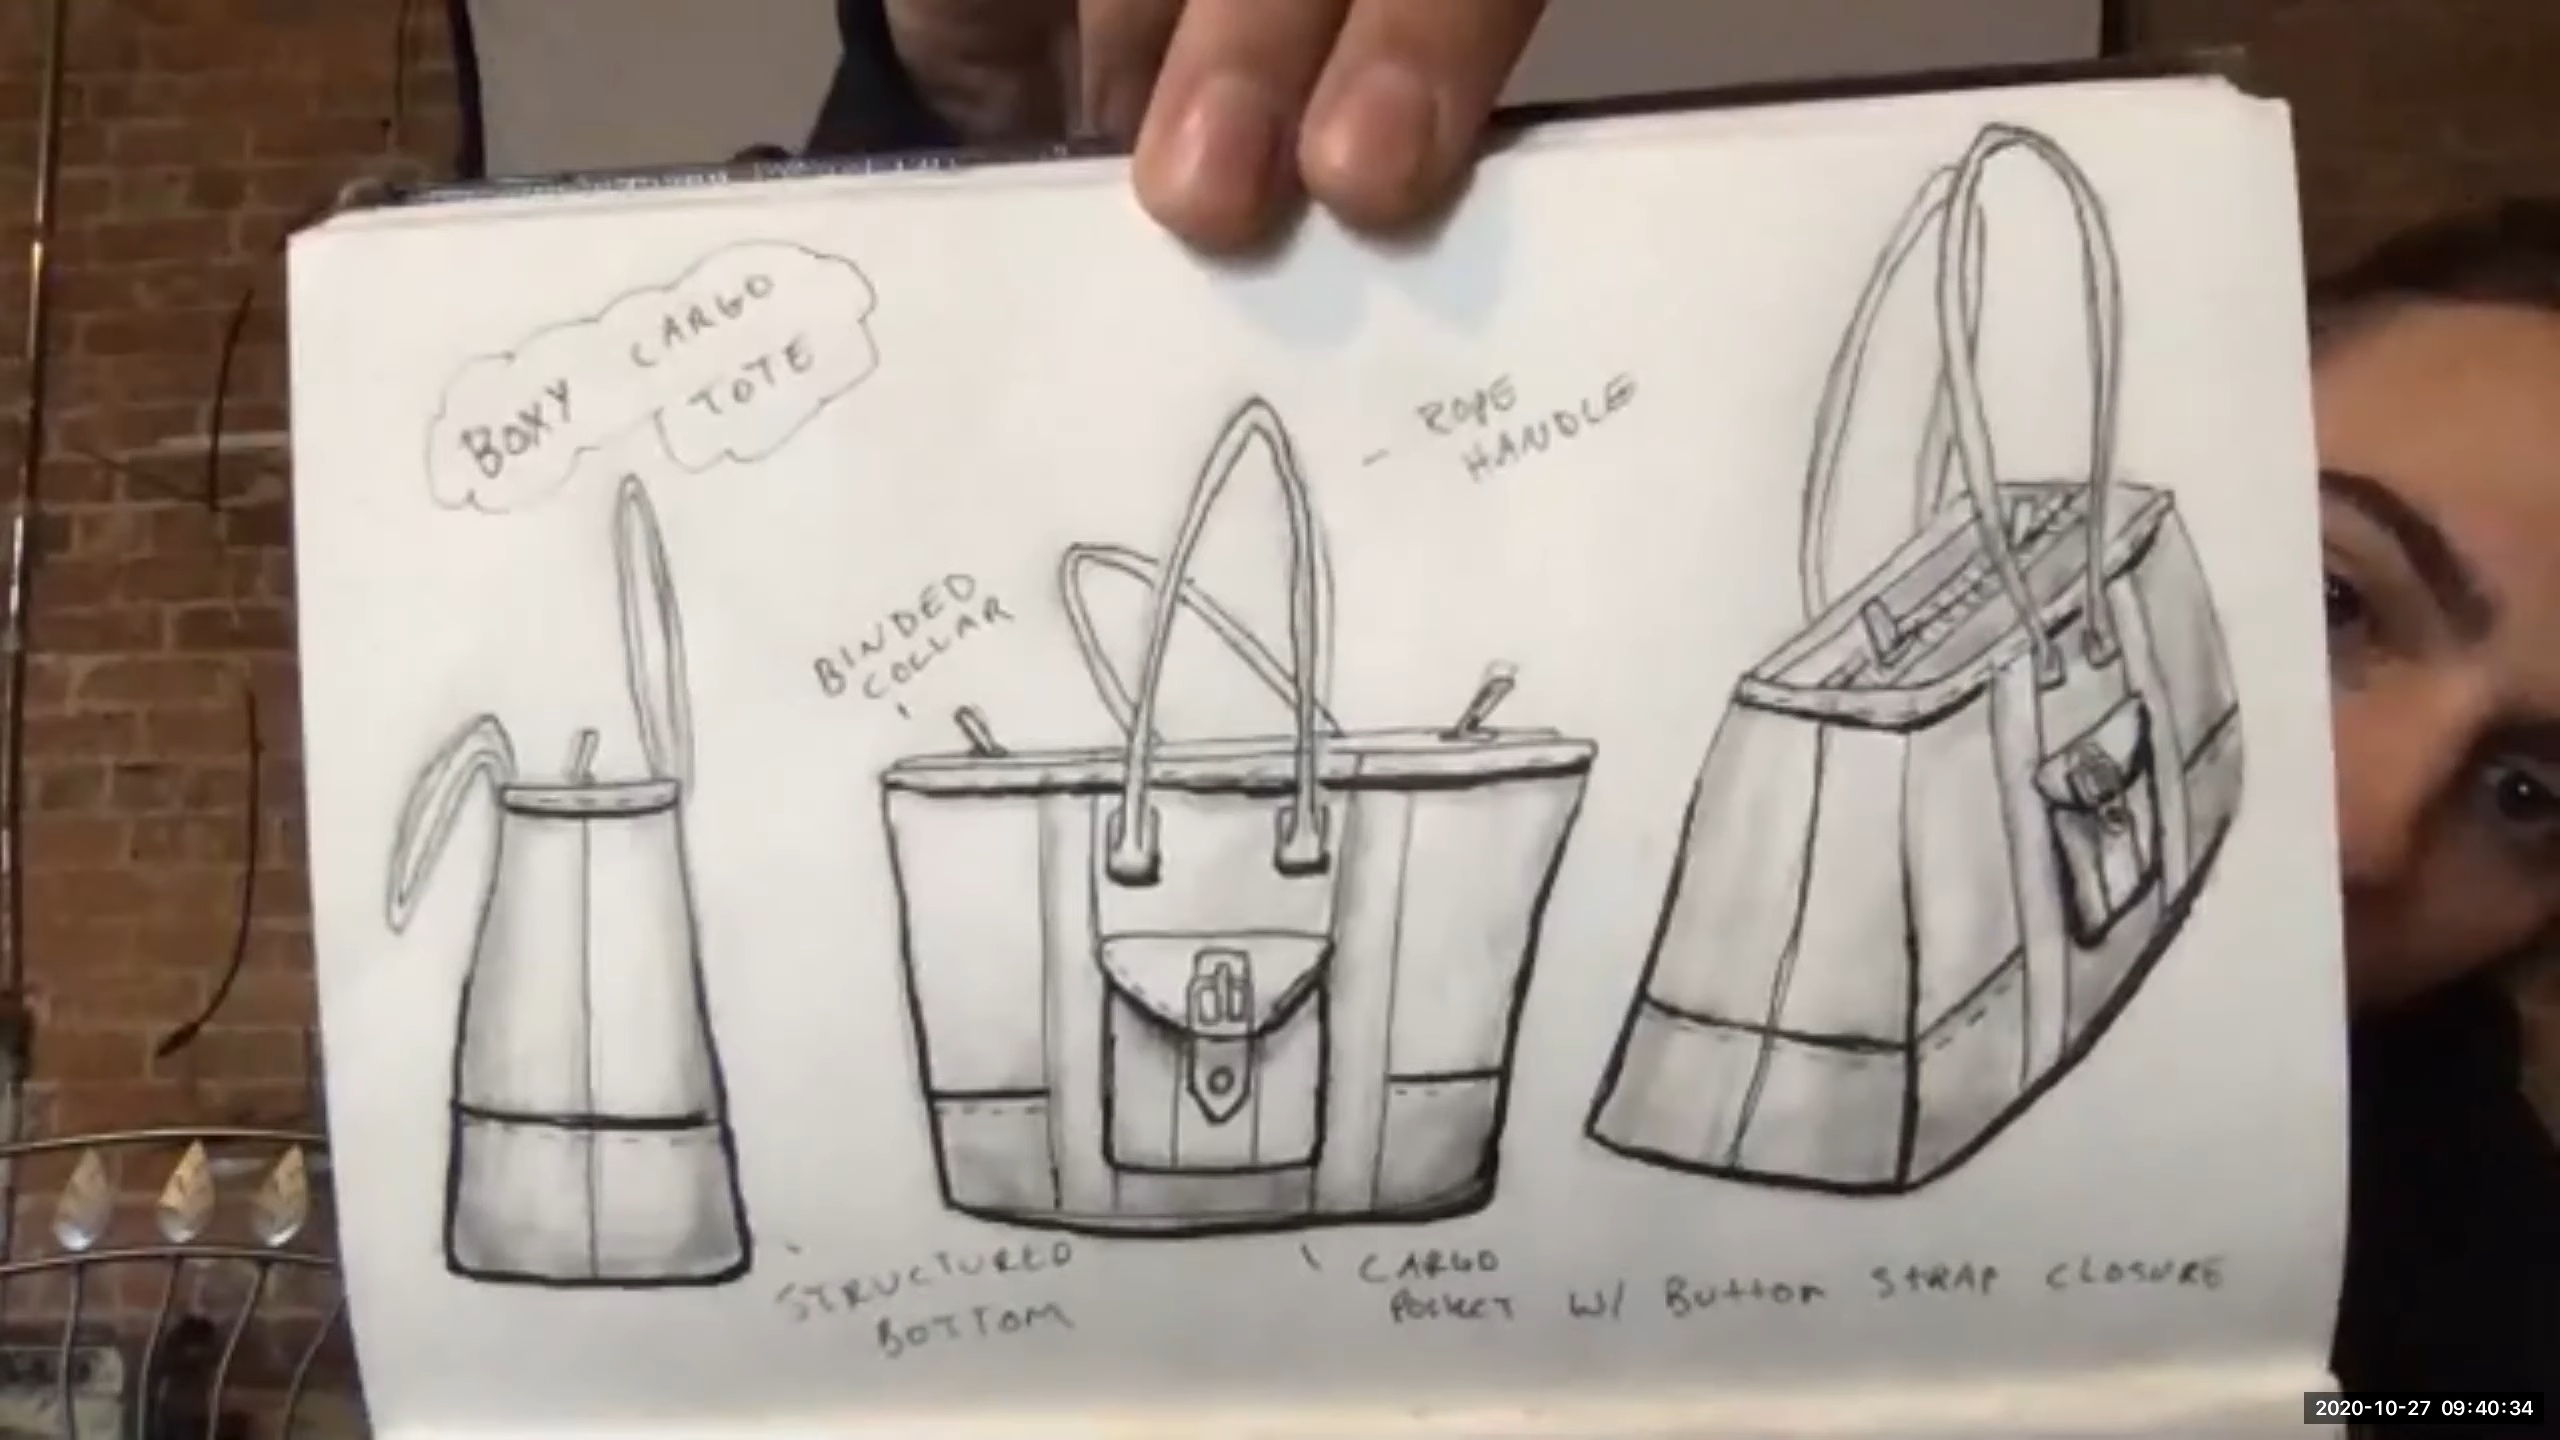 BOXY CARGO
TOTE
ROPE
HANDLE
BINDED
COLLAR
STRUCTURED
BOTTOM
CARGO
POCKET W/ BUTTON STRAP CLOSURE
2020-10-27 09:40:34